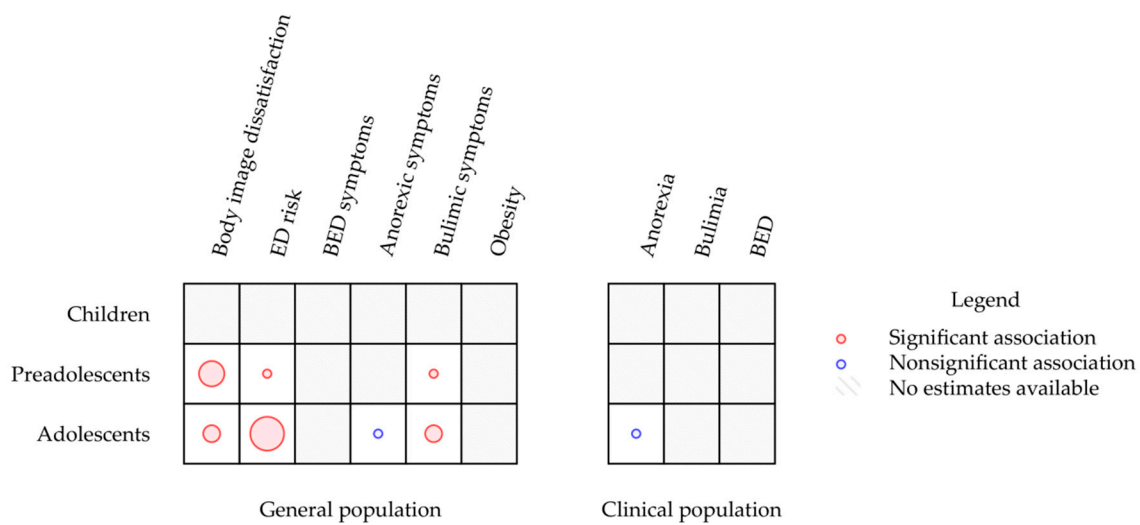 Body image dissatisfaction
ED risk
BED symptoms
Anorexic symptoms
Bulimic symptoms
Obesity
Anorexia
Bulimia
BED
Children
Preadolescents
Adolescents
General population
Clinical population
Legend
Significant association
Nonsignificant association
No estimates available